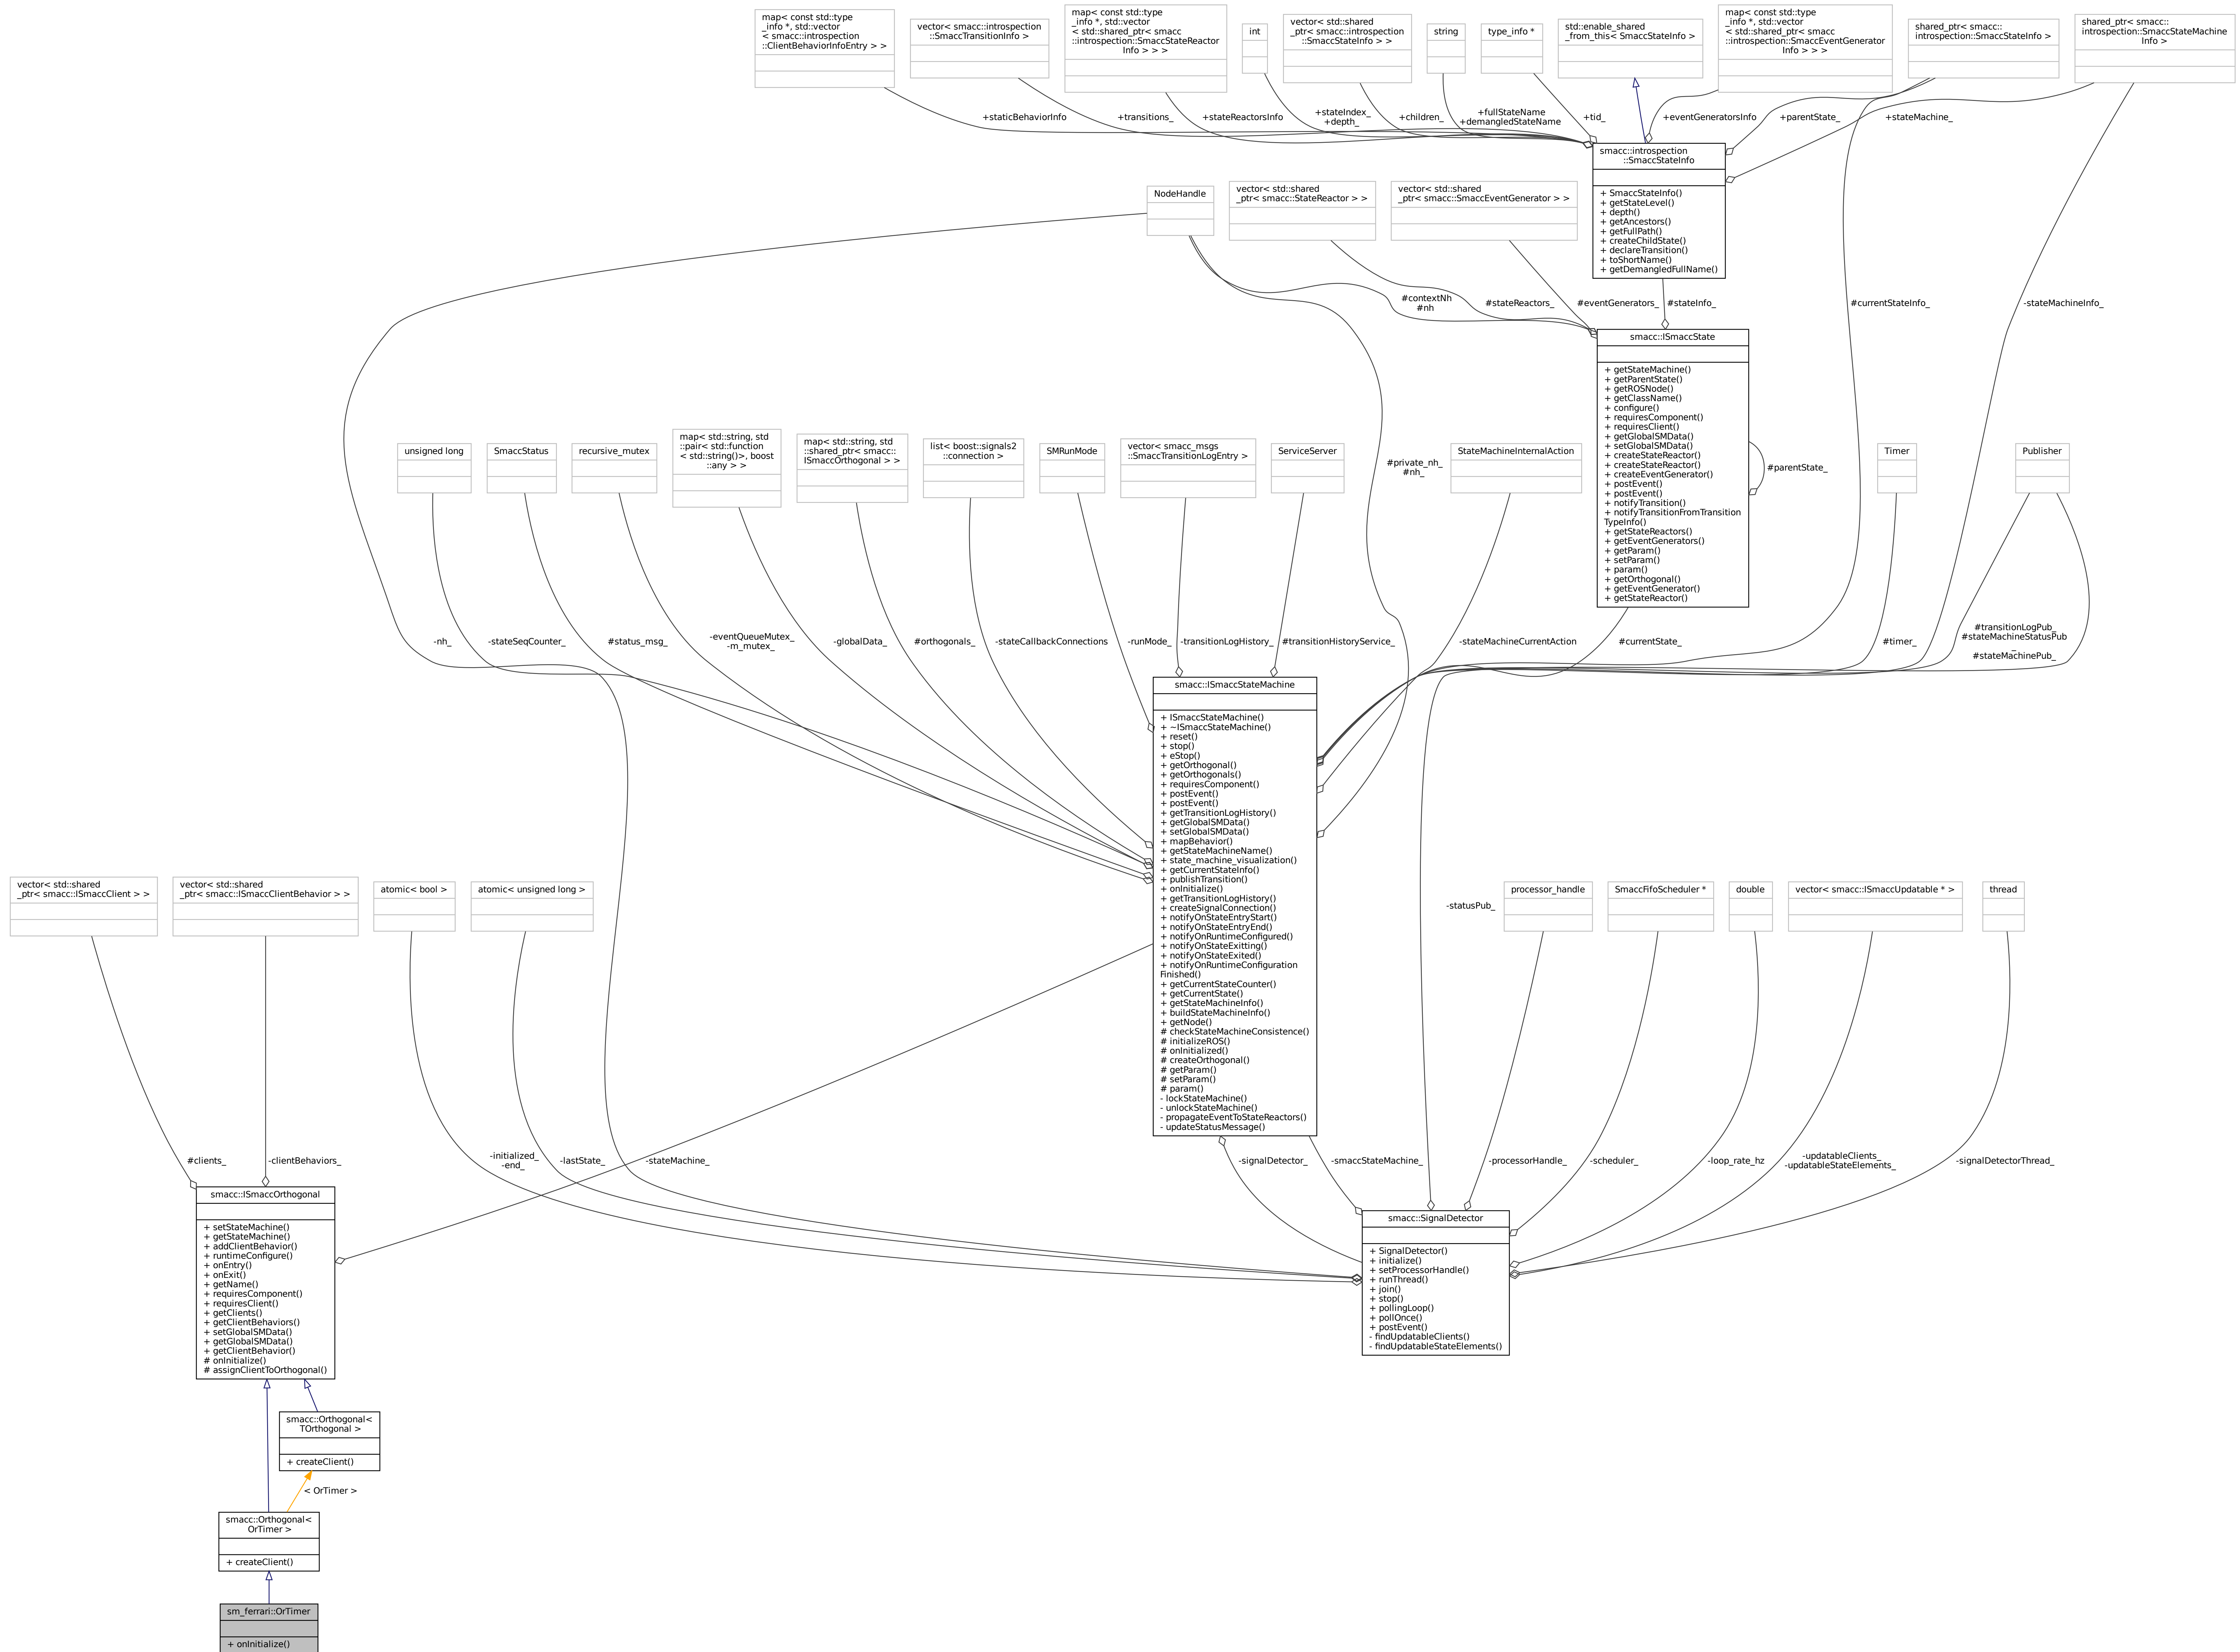 map< const std::type
_info *, std::vector
< smacc::introspection
::ClientBehaviorInfoEntry > >
vector< smacc::introspection
::SmaccTransitionInfo >
map< const std::type
_info *, std::vector
< std::shared_ptr< smacc
::introspection::SmaccStateReactor
Info > > >
int
vector< std::shared
_ptr< smacc::introspection
::SmaccStateInfo > >
string
type_info *
std::enable_shared
_from_this< SmaccStateInfo >
map< const std::type
_info *, std::vector
< std::shared_ptr< smacc
::introspection::SmaccEventGenerator
Info > > >
shared_ptr< smacc::
introspection::SmaccStateInfo >
shared_ptr< smacc::
introspection::SmaccStateMachine
Info >
+staticBehaviorInfo
+transitions_
+stateReactorsInfo
+stateIndex_
+depth_
+children_
+fullStateName
+demangledStateName
+tid_
+eventGeneratorsInfo
+parentState_
+stateMachine_
smacc::introspection
::SmaccStateInfo
+ SmaccStateInfo()
+ getStateLevel()
+ depth()
+ getAncestors()
+ getFullPath()
+ createChildState()
+ declareTransition()
+ toShortName()
+ getDemangledFullName()
NodeHandle
vector< std::shared
_ptr< smacc::StateReactor > >
vector< std::shared
_ptr< smacc::SmaccEventGenerator > >
#contextNh
#nh
#stateReactors_
#eventGenerators_
#stateInfo_
#currentStateInfo_
-stateMachineInfo_
smacc::ISmaccState
+ getStateMachine()
+ getParentState()
+ getROSNode()
+ getClassName()
+ configure()
+ requiresComponent()
+ requiresClient()
+ getGlobalSMData()
+ setGlobalSMData()
+ createStateReactor()
+ createStateReactor()
+ createEventGenerator()
+ postEvent()
+ postEvent()
+ notifyTransition()
+ notifyTransitionFromTransition
TypeInfo()
+ getStateReactors()
+ getEventGenerators()
+ getParam()
+ setParam()
+ param()
+ getOrthogonal()
+ getEventGenerator()
+ getStateReactor()
#parentState_
unsigned long
SmaccStatus
recursive_mutex
map< std::string, std
::pair< std::function
< std::string()>, boost
::any > >
map< std::string, std
::shared_ptr< smacc::
ISmaccOrthogonal > >
list< boost::signals2
::connection >
SMRunMode
vector< smacc_msgs
::SmaccTransitionLogEntry >
ServiceServer
#private_nh_
#nh_
StateMachineInternalAction
Timer
Publisher
-nh_
-stateSeqCounter_
#status_msg_
-eventQueueMutex_
-m_mutex_
-globalData_
#orthogonals_
-stateCallbackConnections
-runMode_
-transitionLogHistory_
#transitionHistoryService_
-stateMachineCurrentAction
#currentState_
#timer_
#transitionLogPub_
#stateMachineStatusPub
_
#stateMachinePub_
smacc::ISmaccStateMachine
+ ISmaccStateMachine()
+ ~ISmaccStateMachine()
+ reset()
+ stop()
+ eStop()
+ getOrthogonal()
+ getOrthogonals()
+ requiresComponent()
+ postEvent()
+ postEvent()
+ getTransitionLogHistory()
+ getGlobalSMData()
+ setGlobalSMData()
+ mapBehavior()
+ getStateMachineName()
+ state_machine_visualization()
+ getCurrentStateInfo()
+ publishTransition()
+ onInitialize()
+ getTransitionLogHistory()
+ createSignalConnection()
+ notifyOnStateEntryStart()
+ notifyOnStateEntryEnd()
+ notifyOnRuntimeConfigured()
+ notifyOnStateExitting()
+ notifyOnStateExited()
+ notifyOnRuntimeConfiguration
Finished()
+ getCurrentStateCounter()
+ getCurrentState()
+ getStateMachineInfo()
+ buildStateMachineInfo()
+ getNode()
# checkStateMachineConsistence()
# initializeROS()
# onInitialized()
# createOrthogonal()
# getParam()
# setParam()
# param()
- lockStateMachine()
- unlockStateMachine()
- propagateEventToStateReactors()
- updateStatusMessage()
vector< std::shared
_ptr< smacc::ISmaccClient > >
vector< std::shared
_ptr< smacc::ISmaccClientBehavior > >
atomic< bool >
atomic< unsigned long >
-statusPub_
processor_handle
SmaccFifoScheduler *
double
vector< smacc::ISmaccUpdatable * >
thread
#clients_
-clientBehaviors_
-initialized_
-end_
-lastState_
-stateMachine_
-signalDetector_
-smaccStateMachine_
-processorHandle_
-scheduler_
-loop_rate_hz
-updatableClients_
-updatableStateElements_
-signalDetectorThread_
smacc::ISmaccOrthogonal
+ setStateMachine()
+ getStateMachine()
+ addClientBehavior()
+ runtimeConfigure()
+ onEntry()
+ onExit()
+ getName()
+ requiresComponent()
+ requiresClient()
+ getClients()
+ getClientBehaviors()
+ setGlobalSMData()
+ getGlobalSMData()
+ getClientBehavior()
# onInitialize()
# assignClientToOrthogonal()
smacc::SignalDetector
+ SignalDetector()
+ initialize()
+ setProcessorHandle()
+ runThread()
+ join()
+ stop()
+ pollingLoop()
+ pollOnce()
+ postEvent()
- findUpdatableClients()
- findUpdatableStateElements()
smacc::Orthogonal<
TOrthogonal >
+ createClient()
< OrTimer >
smacc::Orthogonal<
OrTimer >
+ createClient()
sm_ferrari::OrTimer
+ onInitialize()